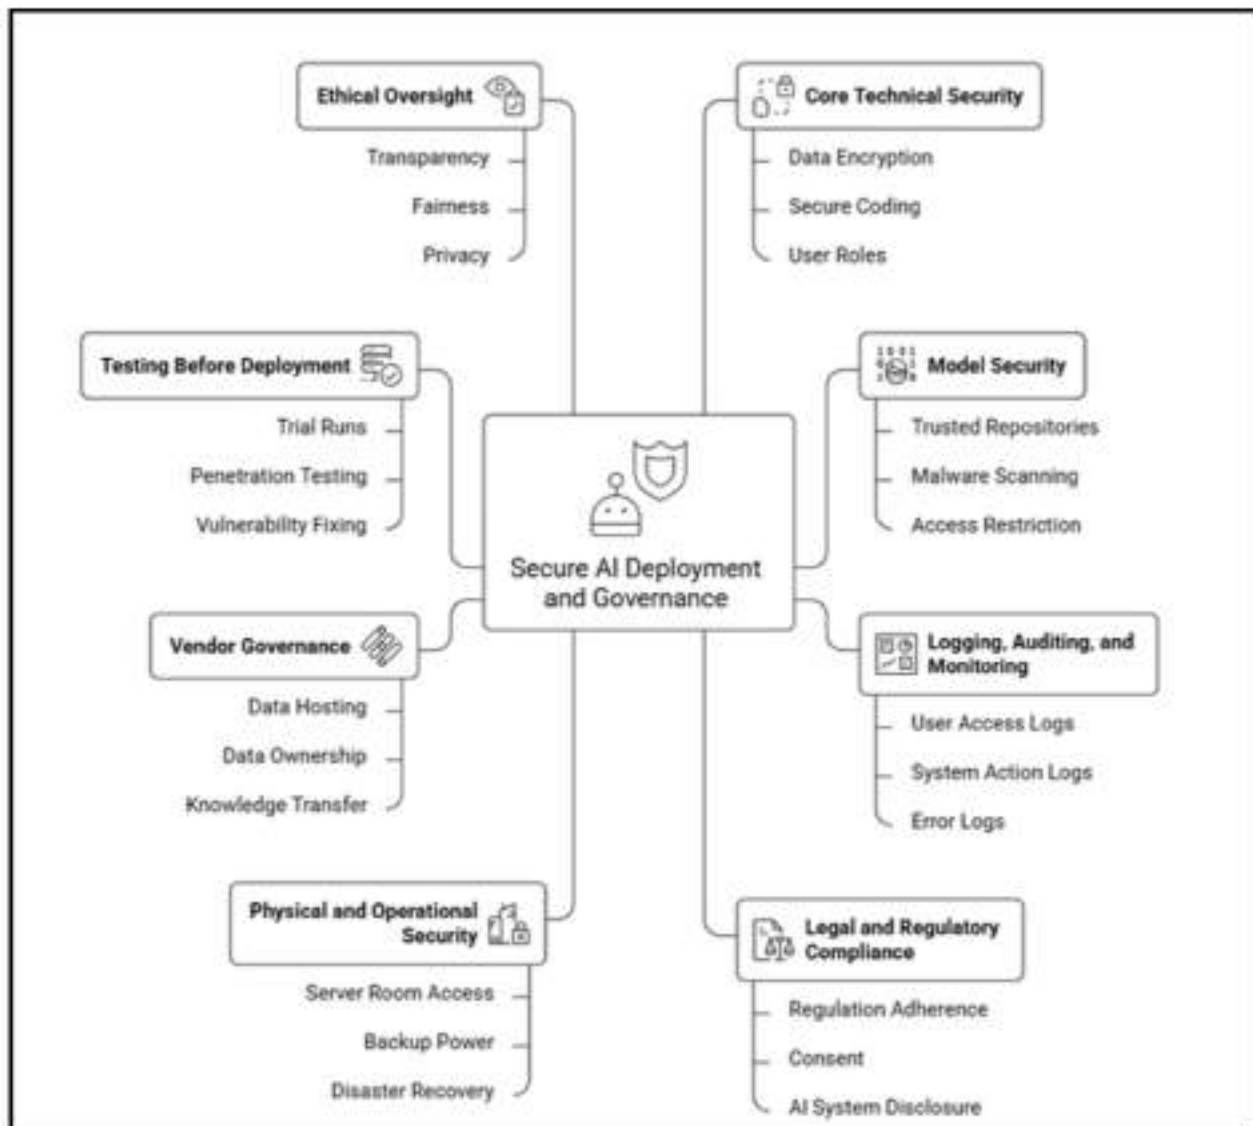 Ethical Oversight
Transparency
Fairness
Privacy
Core Technical Security
Data Encryption
Secure Coding
User Roles
Testing Before Deployment
Trial Runs
Penetration Testing
Vulnerability Fixing
Model Security
Trusted Repositories
Malware Scanning
Access Restriction
Secure AI Deployment
and Governance
Vendor Governance
Data Hosting
Data Ownership
Knowledge Transfer
Logging, Auditing, and
Monitoring
User Access Logs
System Action Logs
Error Logs
Physical and Operational
Security
Server Room Access
Backup Power
Disaster Recovery
Legal and Regulatory
Compliance
Regulation Adherence
Consent
AI System Disclosure